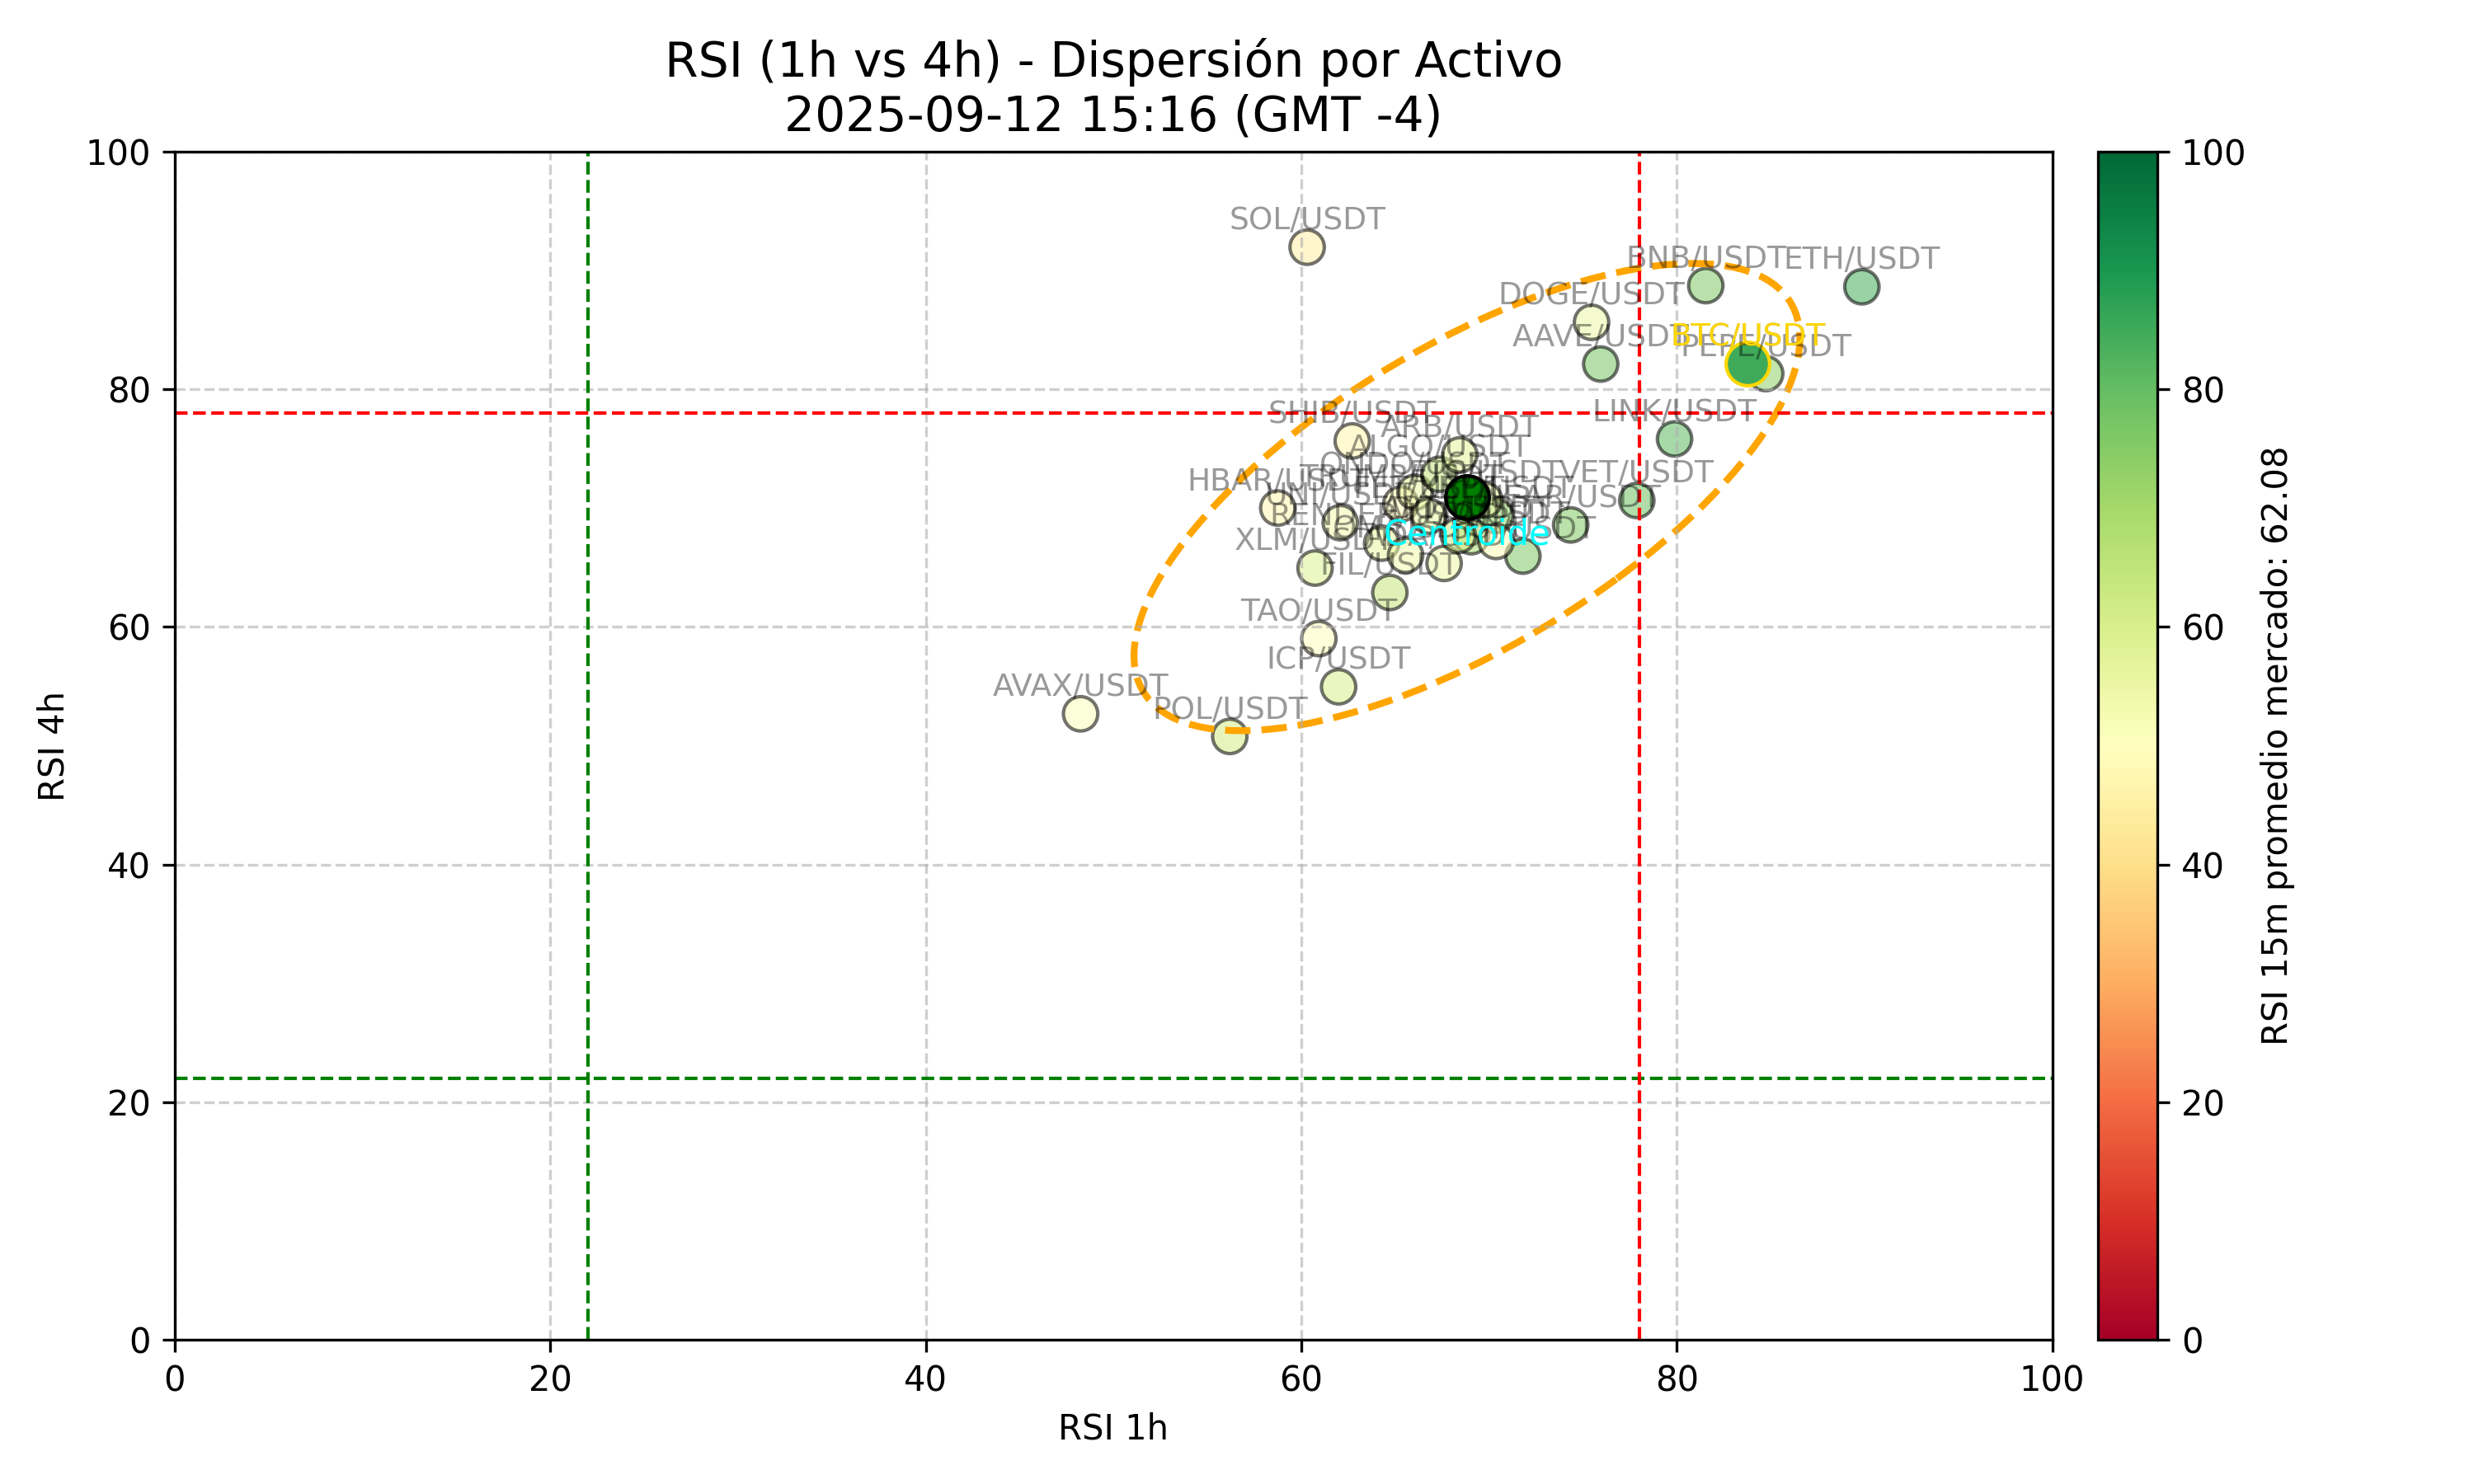 RSI (1h vs 4h) - Dispersión por Activo
2025-09-12 15:16 (GMT -4)
100
80
60
40
20
0
RSI 4h
0
20
40
60
80
100
RSI 1h
SOL/USDT
BNB/USDT
ETH/USDT
DOGE/USDT
AAVE/USDT
BTC/USDT
PEPE/USDT
LINK/USDT
SHIB/USDT
ARB/USDT
ALGO/USDT
VET/USDT
HBAR/USDT
XLM/USDT
Centroide
FIL/USDT
TAO/USDT
ICP/USDT
AVAX/USDT
POL/USDT
100
80
60
40
20
0
RSI 15m promedio mercado: 62.08